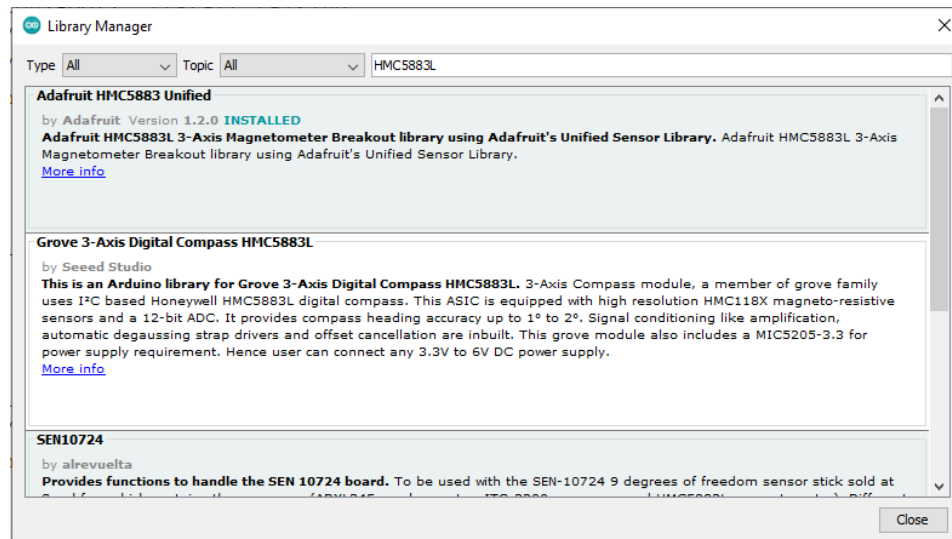 Library Manager
Type All Topic All HMC5883L
Adafruit HMC5883 Unified
by Adafruit Version 1.2.0 INSTALLED
Adafruit HMC5883L 3-Axis Magnetometer Breakout library using Adafruit's Unified Sensor Library. Adafruit HMC5883L 3-Axis
Magnetometer Breakout library using Adafruit's Unified Sensor Library.
More info
Grove 3-Axis Digital Compass HMC5883L
by Seeed Studio
This is an Arduino library for Grove 3-Axis Digital Compass HMC5883L. 3-Axis Compass module, a member of grove family
uses I²C based Honeywell HMC5883L digital compass. This ASIC is equipped with high resolution HMC118X magneto-resistive
sensors and a 12-bit ADC. It provides compass heading accuracy up to 1° to 2°. Signal conditioning like amplification,
automatic degaussing strap drivers and offset cancellation are inbuilt. This grove module also includes a MIC5205-3.3 for
power supply requirement. Hence user can connect any 3.3V to 6V DC power supply.
More info
SEN10724
by alrevuelta
Provides functions to handle the SEN 10724 board. To be used with the SEN-10724 9 degrees of freedom sensor stick sold at
Close